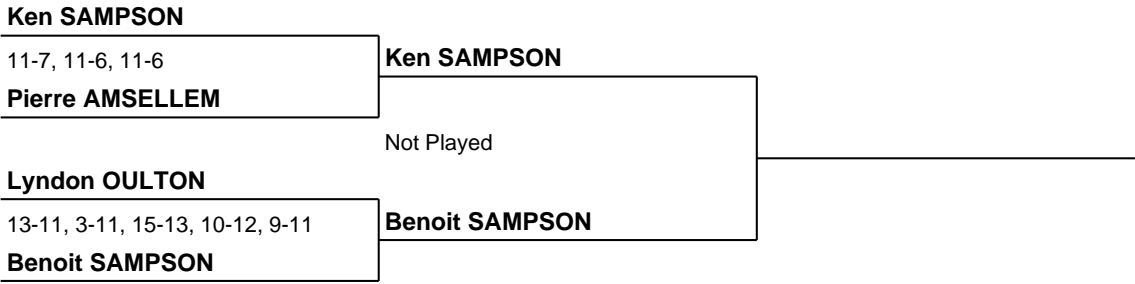 Ken SAMPSON
11-7, 11-6, 11-6
Ken SAMPSON
Pierre AMSELLEM
Not Played
Lyndon OULTON
13-11, 3-11, 15-13, 10-12, 9-11
Benoit SAMPSON
Benoit SAMPSON